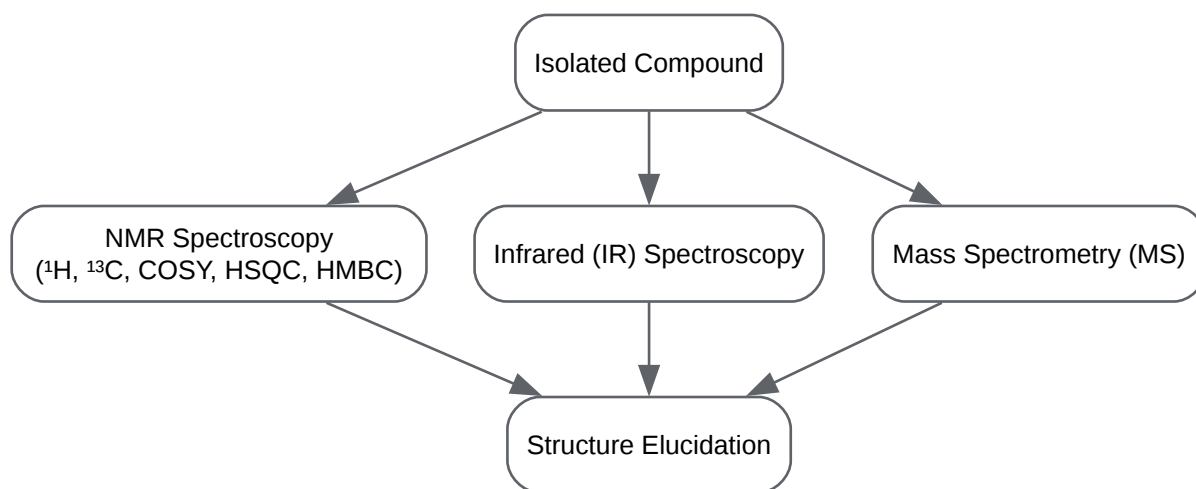 Isolated Compound
NMR Spectroscopy
(¹H, ¹³C, COSY, HSQC, HMBC)
Infrared (IR) Spectroscopy
Mass Spectrometry (MS)
Structure Elucidation